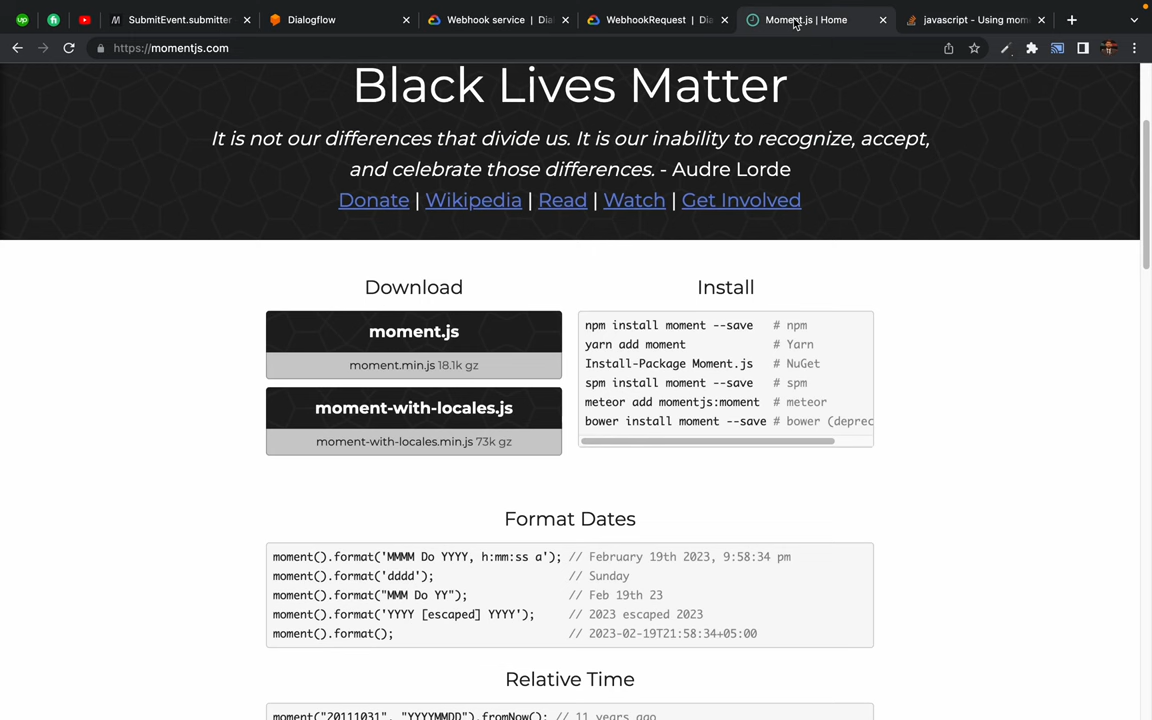 SubmitEvent.submitter
Dialogflow
Webhook service | Dia
WebhookRequest | Dia
Moment.js | Home
javascript - Using mom
https://momentjs.com
Black Lives Matter
It is not our differences that divide us. It is our inability to recognize, accept,
and celebrate those differences. - Audre Lorde
Donate | Wikipedia | Read | Watch | Get Involved
Download
moment.js
moment.min.js 18.1k gz
moment-with-locales.js
moment-with-locales.min.js 73k gz
Install
npm install moment --save # npm
yarn add moment # Yarn
Install-Package Moment.js # NuGet
spm install moment --save # spm
meteor add momentjs:moment # meteor
bower install moment --save # bower (deprec
Format Dates
moment().format('MMMM Do YYYY, h:mm:ss a'); // February 19th 2023, 9:58:34 pm
moment().format('dddd'); // Sunday
moment().format("MMM Do YY"); // Feb 19th 23
moment().format('YYYY [escaped] YYYY'); // 2023 escaped 2023
moment().format(); // 2023-02-19T21:58:34+05:00
Relative Time
moment("20111031", "YYYYMMDD").fromNow(); // 11 years ago